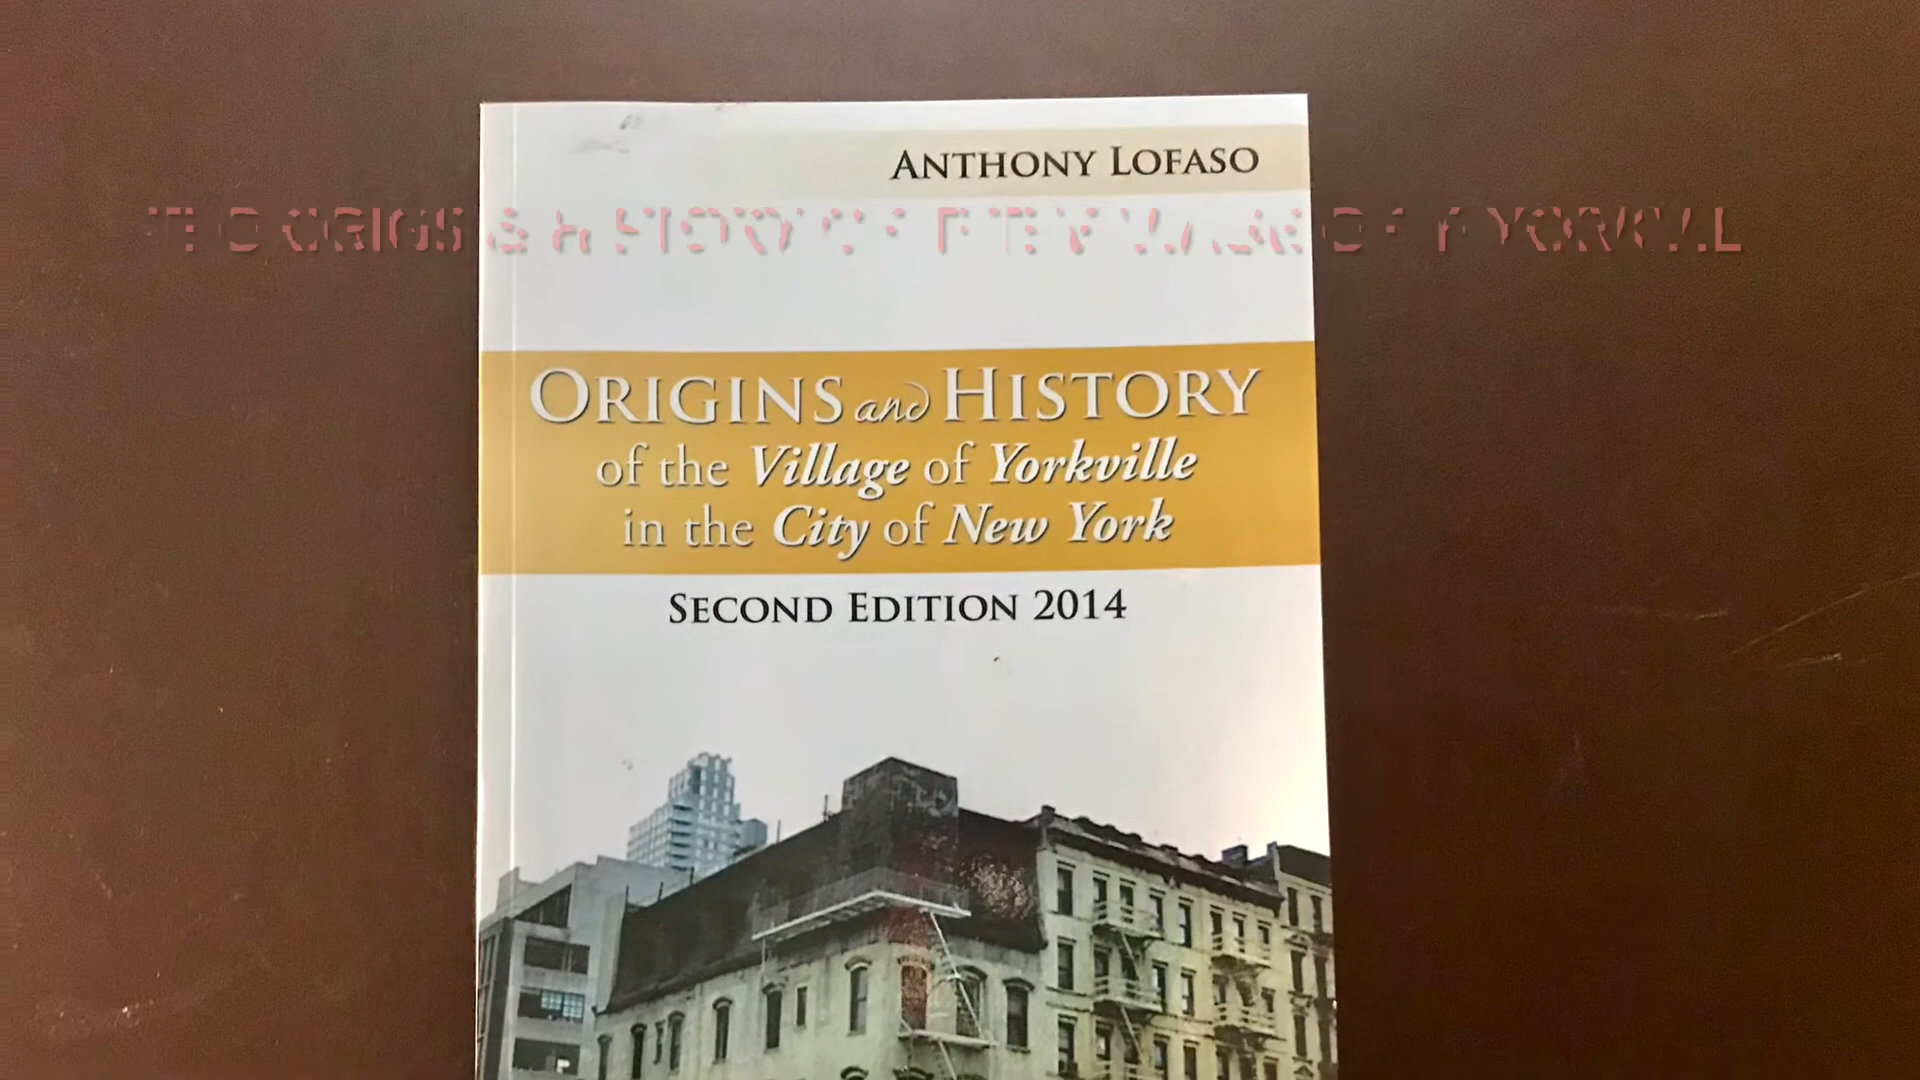 ANTHONY LOFASO
ORIGINS and HISTORY
of the Village of Yorkville
in the City of New York
SECOND EDITION 2014